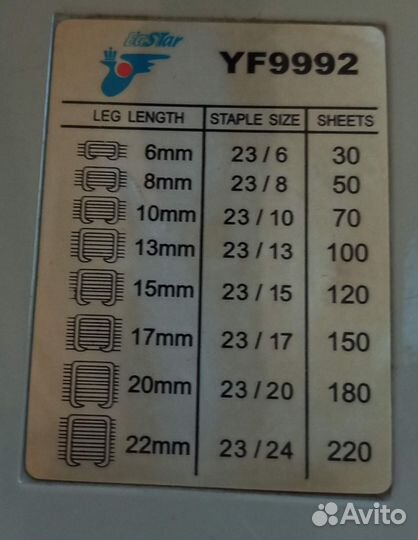 EGSTAR
YF9992
LEG LENGTH STAPLE SIZE SHEETS
6mm 23/6 30
8mm 23/8 50
10mm 23/10 70
13mm 23/13 100
15mm 23/15 120
17mm 23/17 150
20mm 23/20 180
22mm 23/24 220
Avito